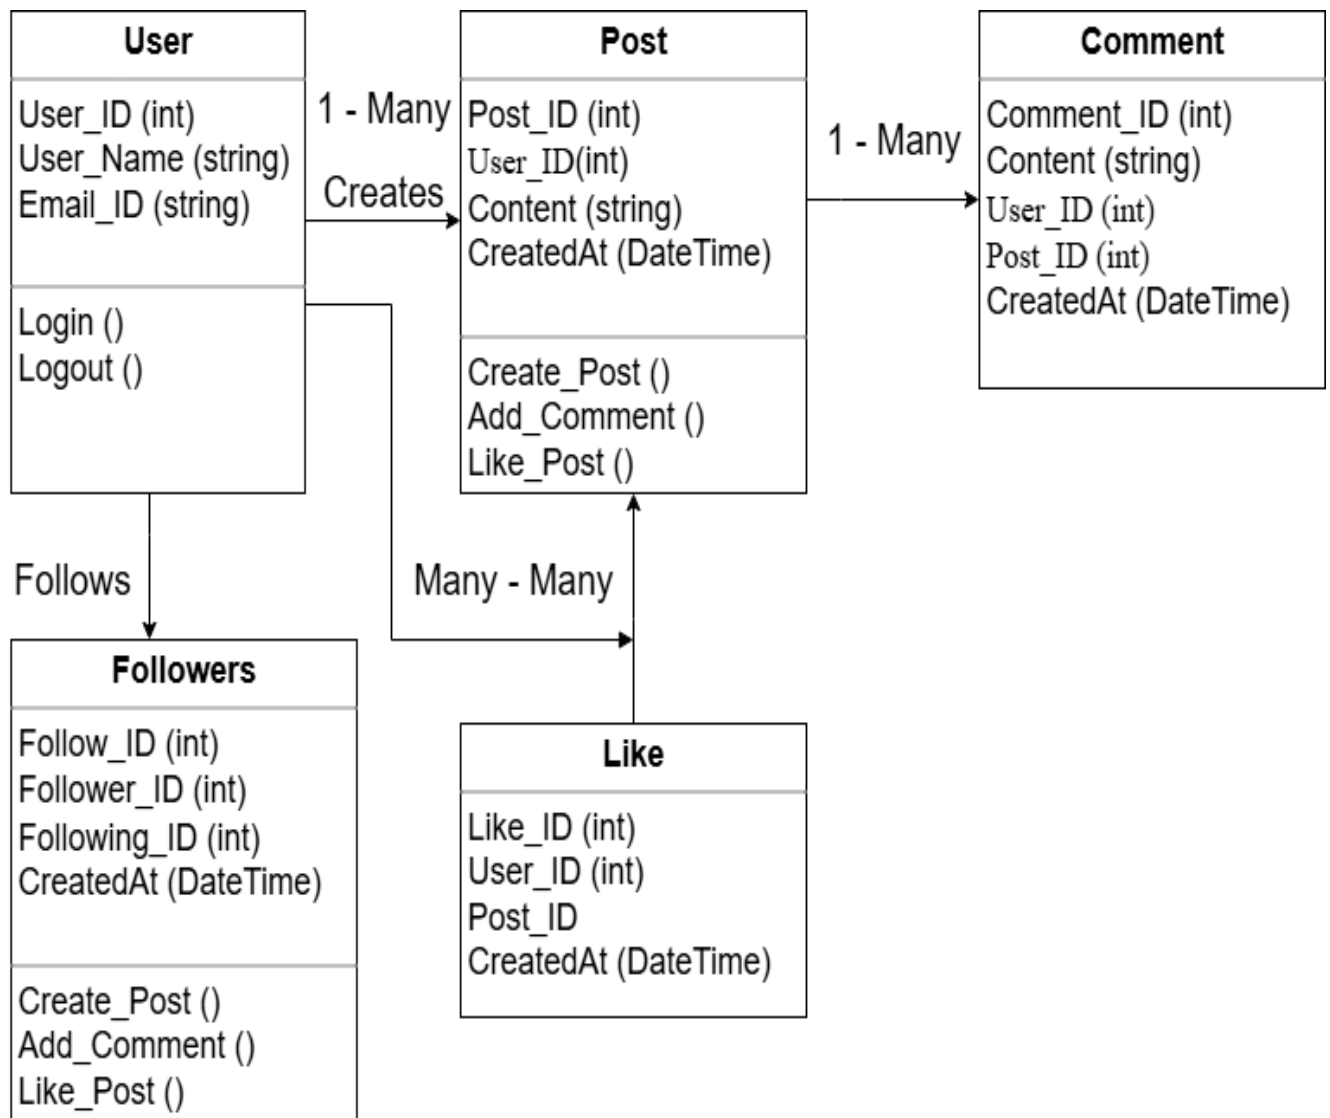 User
User_ID (int)
User_Name (string)
Email_ID (string)
Login ()
Logout ()
1 - Many
Creates
Post
Post_ID (int)
User_ID(int)
Content (string)
CreatedAt (DateTime)
Create_Post ()
Add_Comment ()
Like_Post ()
1 - Many
Comment
Comment_ID (int)
Content (string)
User_ID (int)
Post_ID (int)
CreatedAt (DateTime)
Follows
Many - Many
Followers
Follow_ID (int)
Follower_ID (int)
Following_ID (int)
CreatedAt (DateTime)
Create_Post ()
Add_Comment ()
Like_Post ()
Like
Like_ID (int)
User_ID (int)
Post_ID
CreatedAt (DateTime)